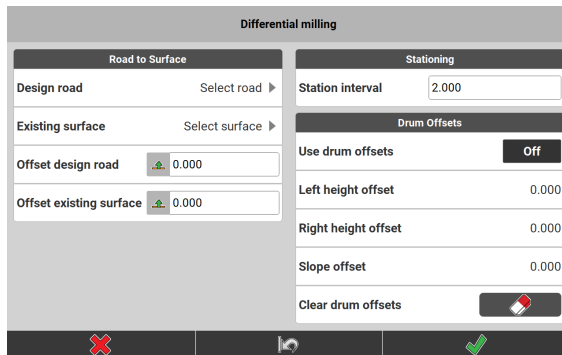 Differential milling
Road to Surface
Design road Select road
Existing surface Select surface
Offset design road 0.000
Offset existing surface 0.000
Stationing
Station interval 2.000
Drum Offsets
Use drum offsets Off
Left height offset 0.000
Right height offset 0.000
Slope offset 0.000
Clear drum offsets